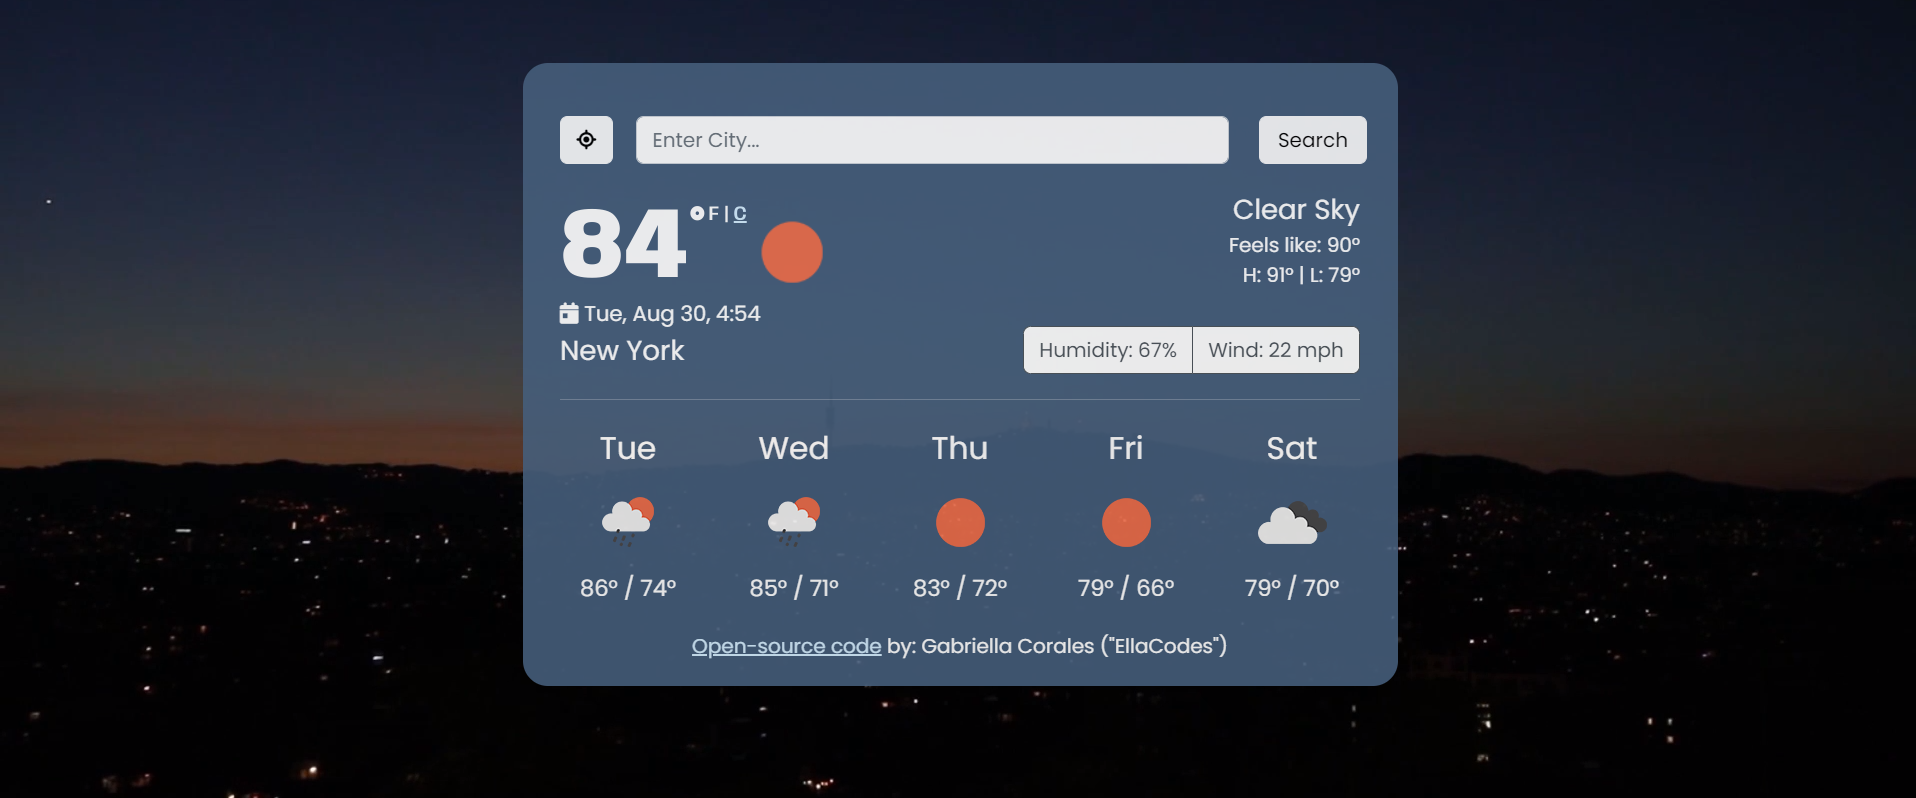 Enter City...
Search
84 °F | C
Clear Sky
Feels like: 90°
H: 91° | L: 79°
Tue, Aug 30, 4:54
New York
Humidity: 67%
Wind: 22 mph
Tue Wed Thu Fri Sat
86° / 74° 85° / 71° 83° / 72° 79° / 66° 79° / 70°
Open-source code by: Gabriella Corales ("EllaCodes")